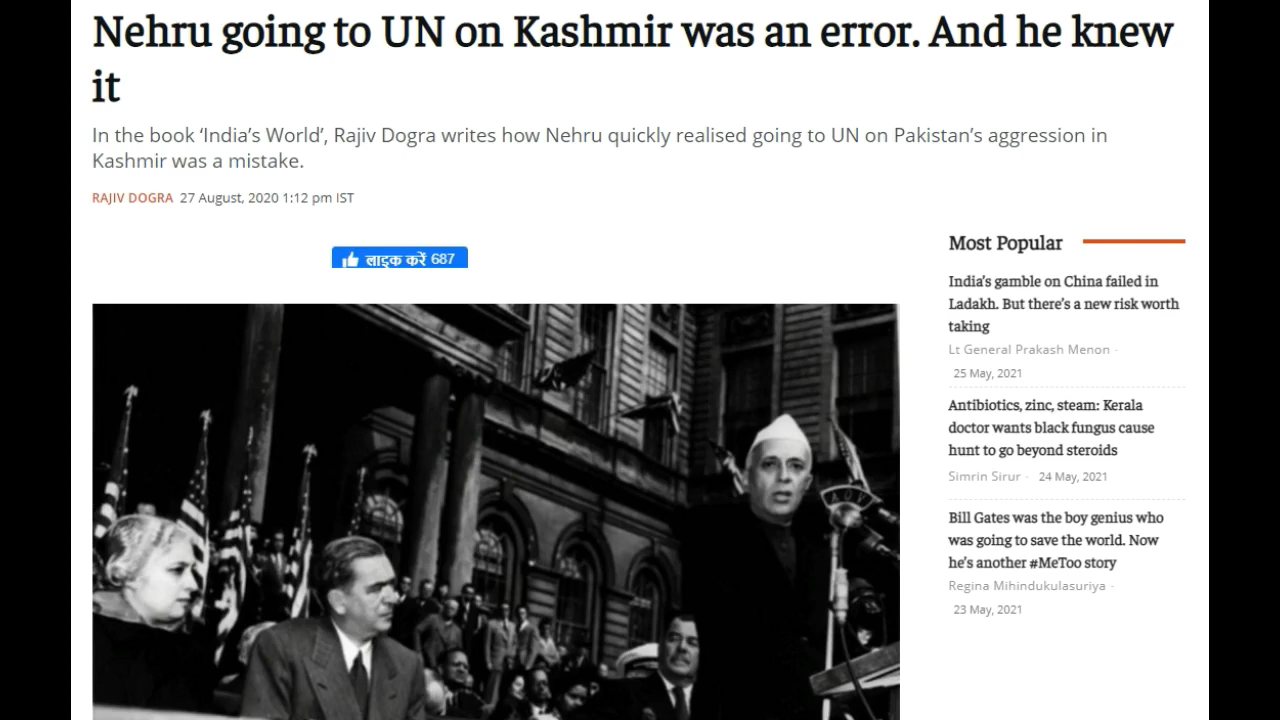 Nehru going to UN on Kashmir was an error. And he knew
it
In the book ‘India’s World’, Rajiv Dogra writes how Nehru quickly realised going to UN on Pakistan’s aggression in
Kashmir was a mistake.
RAJIV DOGRA 27 August, 2020 1:12 pm IST
लाइक करें 687
Most Popular
India’s gamble on China failed in
Ladakh. But there’s a new risk worth
taking
Lt General Prakash Menon -
25 May, 2021
Antibiotics, zinc, steam: Kerala
doctor wants black fungus cause
hunt to go beyond steroids
Simrin Sirur - 24 May, 2021
Bill Gates was the boy genius who
was going to save the world. Now
he’s another #MeToo story
Regina Mihindukulasuriya -
23 May, 2021